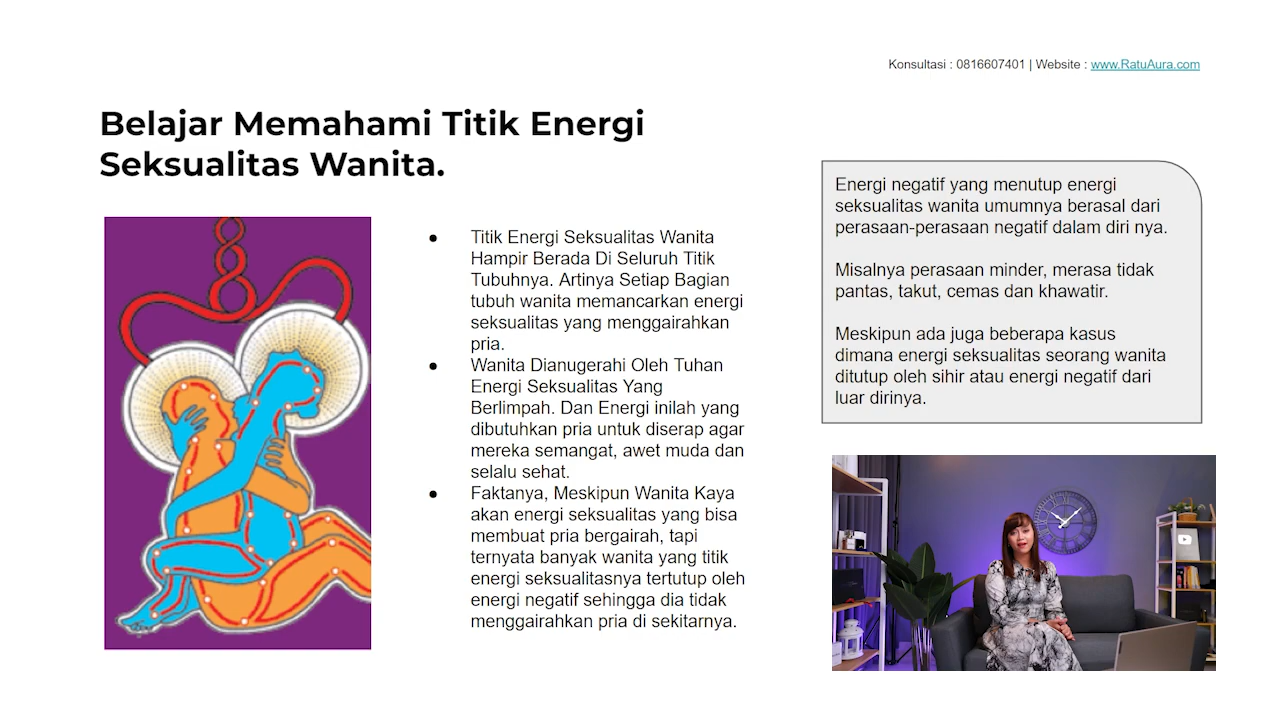 Konsultasi : 0816607401 | Website : www.RatuAura.com
Belajar Memahami Titik Energi
Seksualitas Wanita.
● Titik Energi Seksualitas Wanita
Hampir Berada Di Seluruh Titik
Tubuhnya. Artinya Setiap Bagian
tubuh wanita memancarkan energi
seksualitas yang menggairahkan
pria.
● Wanita Dianugerahi Oleh Tuhan
Energi Seksualitas Yang
Berlimpah. Dan Energi inilah yang
dibutuhkan pria untuk diserap agar
mereka semangat, awet muda dan
selalu sehat.
● Faktanya, Meskipun Wanita Kaya
akan energi seksualitas yang bisa
membuat pria bergairah, tapi
ternyata banyak wanita yang titik
energi seksualitasnya tertutup oleh
energi negatif sehingga dia tidak
menggairahkan pria di sekitarnya.
Energi negatif yang menutup energi
seksualitas wanita umumnya berasal dari
perasaan-perasaan negatif dalam diri nya.
Misalnya perasaan minder, merasa tidak
pantas, takut, cemas dan khawatir.
Meskipun ada juga beberapa kasus
dimana energi seksualitas seorang wanita
ditutup oleh sihir atau energi negatif dari
luar dirinya.